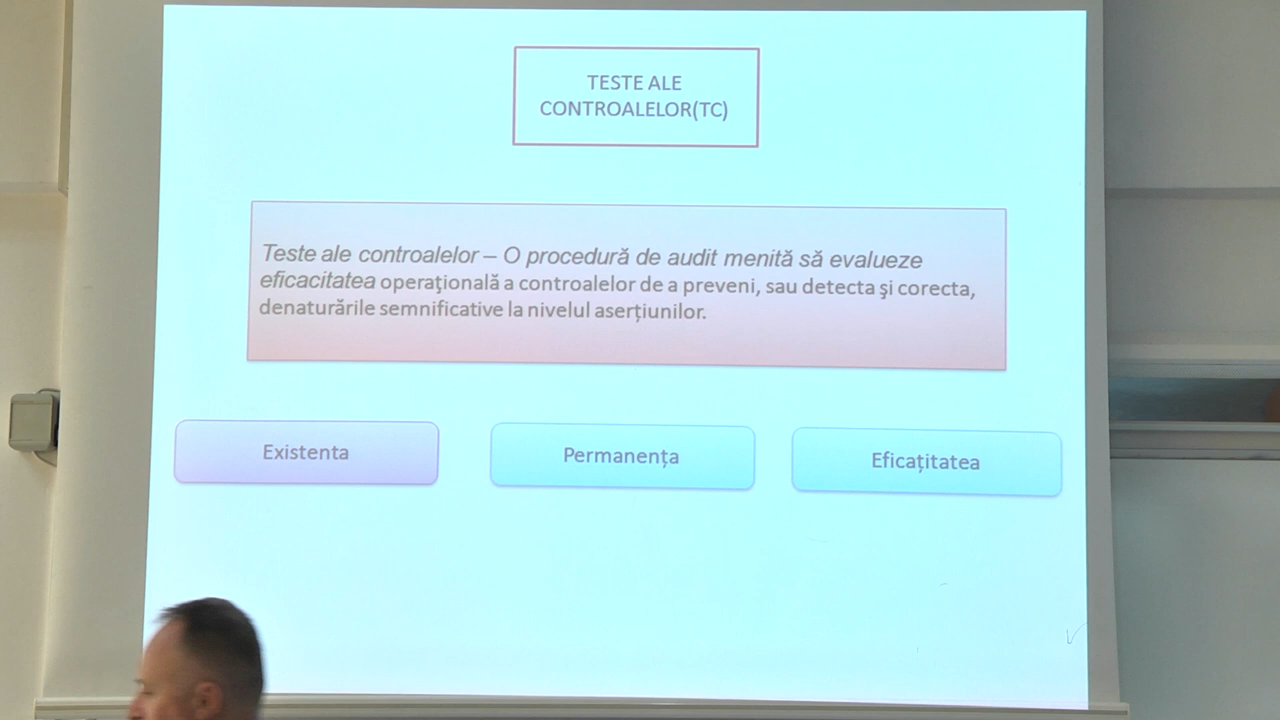 TESTE ALE
CONTROALELOR(TC)
Teste ale controalelor – O procedură de audit menită să evalueze
eficacitatea operaţională a controalelor de a preveni, sau detecta şi corecta,
denaturările semnificative la nivelul aserțiunilor.
Existenta
Permanența
Eficațitatea